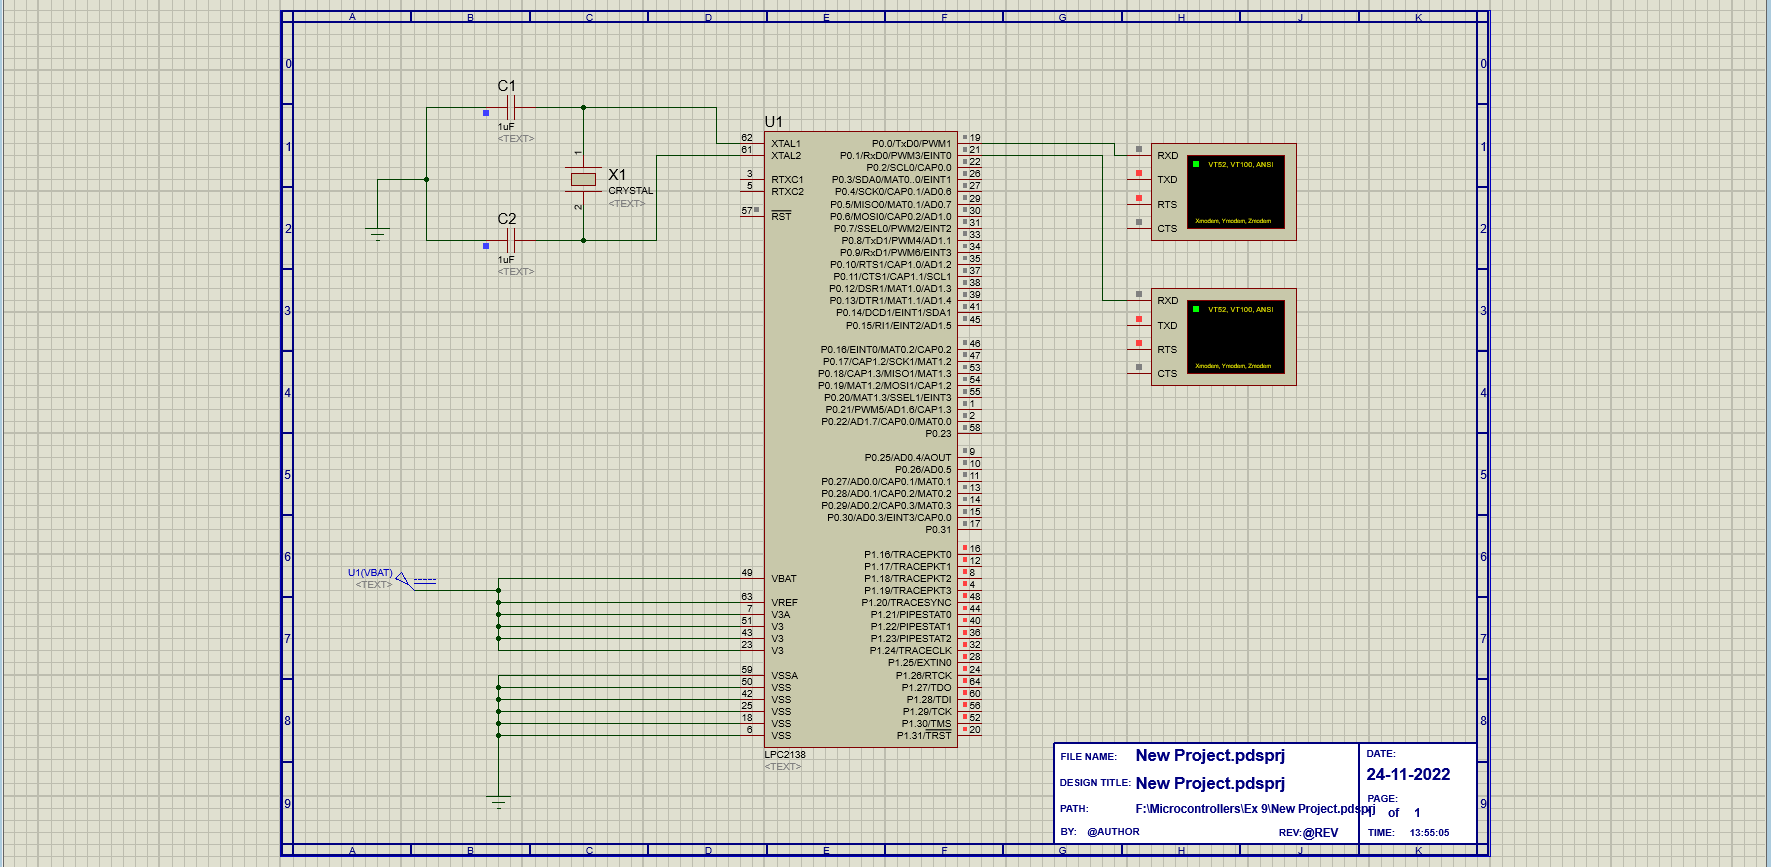 A B C D E F G H J K
0 0
C1
1uF
<TEXT>
U1
1 1
62 XTAL1 P0.0/TxD0/PWM1 19
61 XTAL2 P0.1/RxD0/PWM3/EINT0 21
P0.2/SCL0/CAP0.0 22
3 RTXC1 P0.3/SDA0/MAT0..0/EINT1 26
5 RTXC2 P0.4/SCK0/CAP0.1/AD0.6 27
P0.5/MISO0/MAT0.1/AD0.7 29
57 RST P0.6/MOSI0/CAP0.2/AD1.0 30
P0.7/SSEL0/PWM2/EINT2 31
P0.8/TxD1/PWM4/AD1.1 33
P0.9/RxD1/PWM6/EINT3 34
P0.10/RTS1/CAP1.0/AD1.2 35
P0.11/CTS1/CAP1.1/SCL1 37
P0.12/DSR1/MAT1.0/AD1.3 38
P0.13/DTR1/MAT1.1/AD1.4 39
P0.14/DCD1/EINT1/SDA1 41
P0.15/RI1/EINT2/AD1.5 45
1
X1
CRYSTAL
<TEXT>
2
C2
1uF
<TEXT>
RXD
TXD
RTS
CTS
VT52, VT100, ANSI
Xmodem, Ymodem, Zmodem
2 2
RXD
TXD
RTS
CTS
VT52, VT100, ANSI
Xmodem, Ymodem, Zmodem
3 3
P0.16/EINT0/MAT0.2/CAP0.2 46
P0.17/CAP1.2/SCK1/MAT1.2 47
P0.18/CAP1.3/MISO1/MAT1.3 53
P0.19/MAT1.2/MOSI1/CAP1.2 54
P0.20/MAT1.3/SSEL1/EINT3 55
P0.21/PWM5/AD1.6/CAP1.3 1
P0.22/AD1.7/CAP0.0/MAT0.0 2
P0.23 58
4 4
P0.25/AD0.4/AOUT 9
P0.26/AD0.5 10
P0.27/AD0.0/CAP0.1/MAT0.1 11
P0.28/AD0.1/CAP0.2/MAT0.2 13
P0.29/AD0.2/CAP0.3/MAT0.3 14
P0.30/AD0.3/EINT3/CAP0.0 15
P0.31 17
5 5
6 6
P1.16/TRACEPKT0 16
P1.17/TRACEPKT1 12
U1(VBAT)
<TEXT>
49 VBAT P1.18/TRACEPKT2 8
P1.19/TRACEPKT3 4
63 VREF P1.20/TRACESYNC 48
7 V3A P1.21/PIPESTAT0 44
51 V3 P1.22/PIPESTAT1 40
43 V3 P1.23/PIPESTAT2 36
23 V3 P1.24/TRACECLK 32
P1.25/EXTIN0 28
7 7
59 VSSA P1.26/RTCK 24
50 VSS P1.27/TDO 64
42 VSS P1.28/TDI 60
25 VSS P1.29/TCK 56
18 VSS P1.30/TMS 52
6 VSS P1.31/TRST 20
LPC2138
<TEXT>
8 8
9 9
FILE NAME: New Project.pdsprj
DESIGN TITLE: New Project.pdsprj
PATH: F:\Microcontrollers\Ex 9\New Project.pdsprj
BY: @AUTHOR REV:@REV
DATE:
24-11-2022
PAGE:
1 of 1
TIME: 13:55:05
A B C D E F G H J K